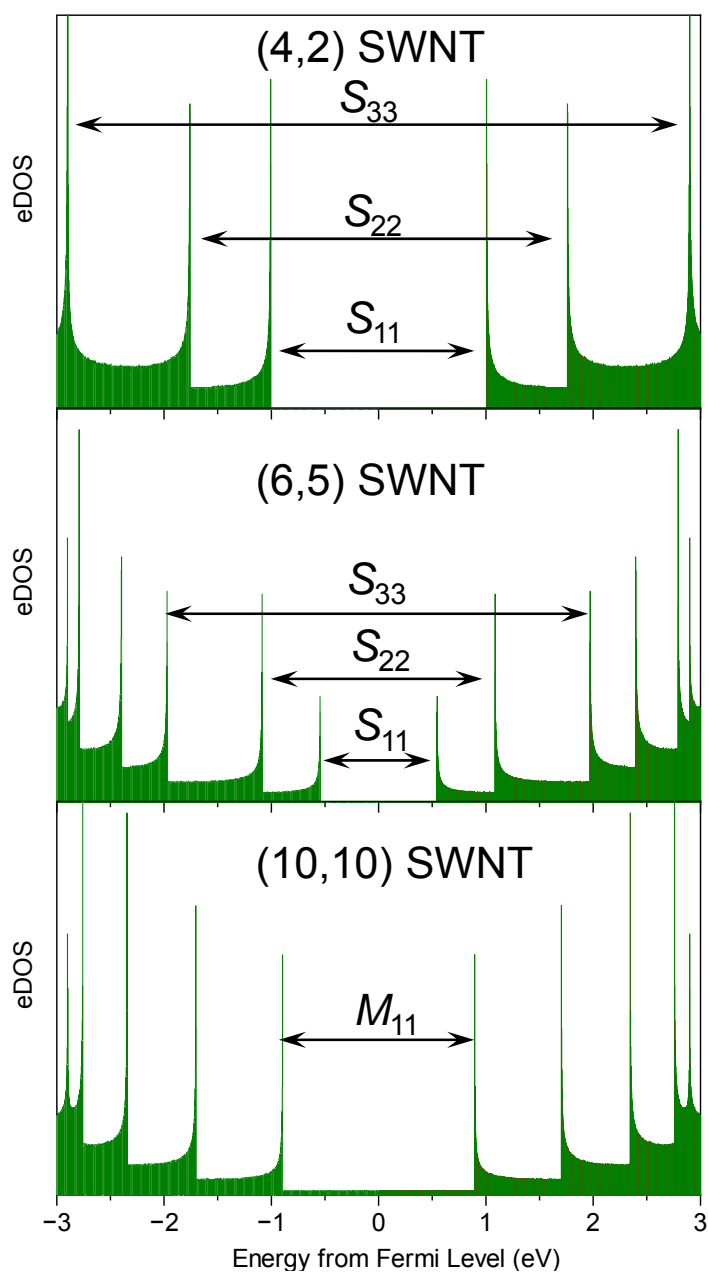 (4,2) SWNT
S33
eDOS
S22
S11
(6,5) SWNT
eDOS
S33
S22
S11
(10,10) SWNT
eDOS
M11
−3 −2 −1 0 1 2 3
Energy from Fermi Level (eV)